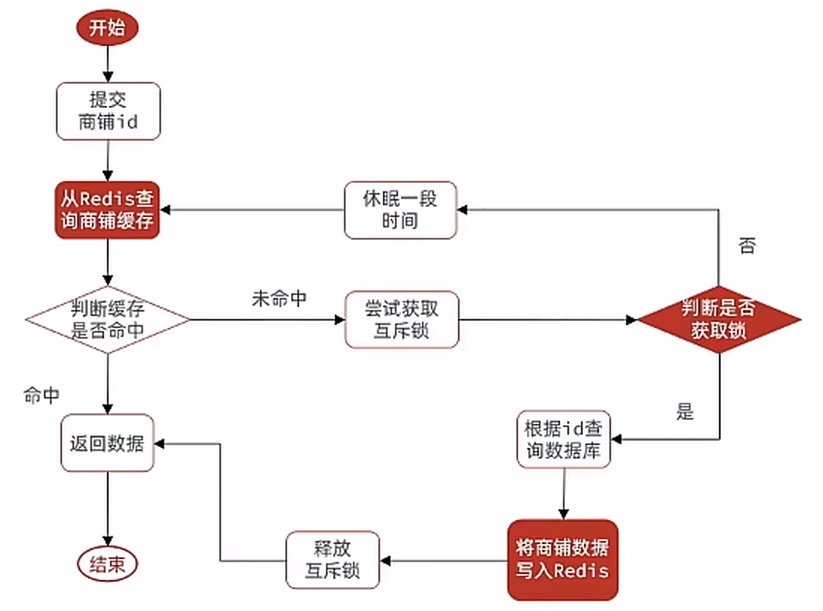 开始
提交
商铺id
从Redis查
询商铺缓存
休眠一段
时间
否
判断缓存
是否命中
未命中
尝试获取
互斥锁
判断是否
获取锁
命中
是
返回数据
根据id查
询数据库
结束
释放
互斥锁
将商铺数据
写入Redis